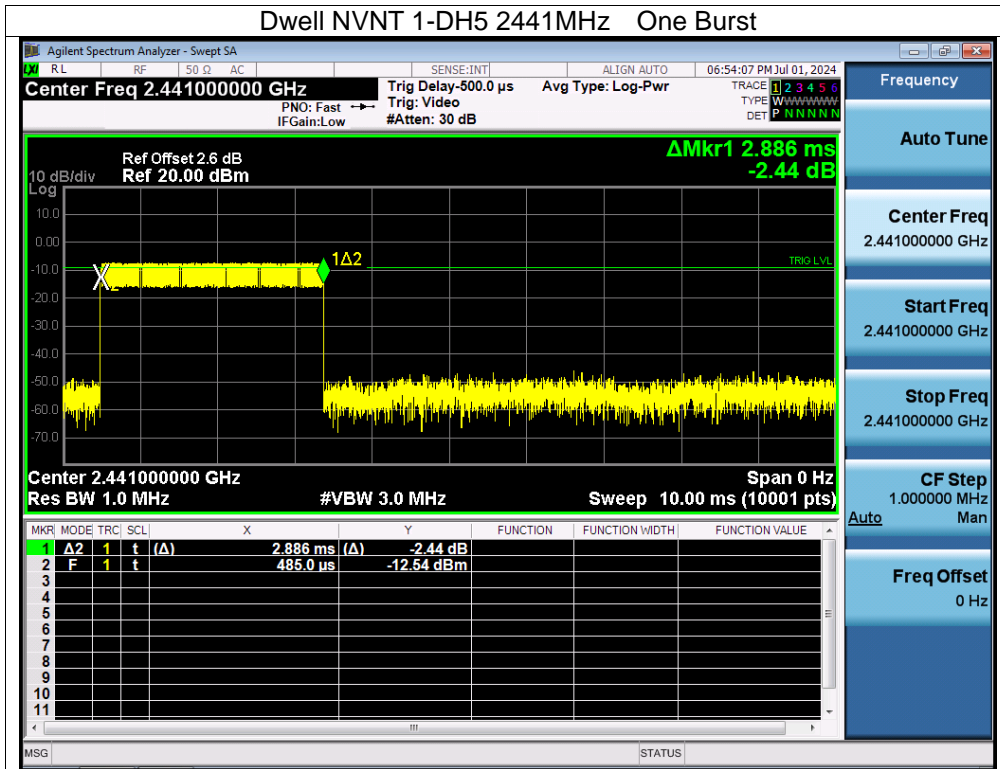 Dwell NVNT 1-DH5 2441MHz One Burst
Agilent Spectrum Analyzer - Swept SA
LXI RL RF 50 Ω AC SENSE:INT ALIGN AUTO 06:54:07 PM Jul 01, 2024
Center Freq 2.441000000 GHz Trig Delay-500.0 µs Avg Type: Log-Pwr TRACE 1 2 3 4 5 6
PNO: Fast Trig: Video TYPE WWWWWW
IFGain:Low #Atten: 30 dB DET P N N N N N
ΔMkr1 2.886 ms
-2.44 dB
Ref Offset 2.6 dB
10 dB/div Ref 20.00 dBm
Log
10.0
0.00
-10.0
-20.0
-30.0
-40.0
-50.0
-60.0
-70.0
1Δ2
TRIG LVL
X2
Center 2.441000000 GHz Span 0 Hz
Res BW 1.0 MHz #VBW 3.0 MHz Sweep 10.00 ms (10001 pts)
MKR MODE TRC SCL X Y FUNCTION FUNCTION WIDTH FUNCTION VALUE
1 Δ2 1 t (Δ) 2.886 ms (Δ) -2.44 dB
2 F 1 t 485.0 µs -12.54 dBm
3
4
5
6
7
8
9
10
11
MSG STATUS
Frequency
Auto Tune
Center Freq
2.441000000 GHz
Start Freq
2.441000000 GHz
Stop Freq
2.441000000 GHz
CF Step
1.000000 MHz
Auto Man
Freq Offset
0 Hz